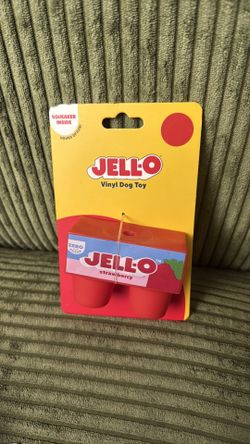 SQUEAKER
INSIDE
JELL-O
Vinyl Dog Toy
ZERO
JELL-O
strawberry